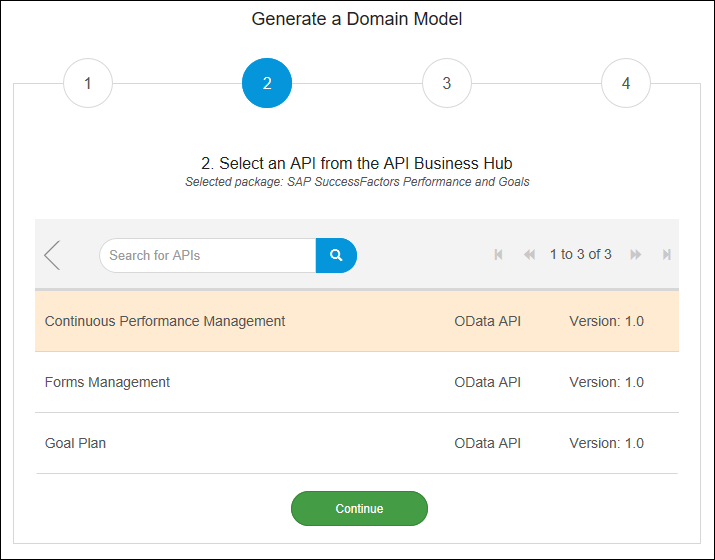 Generate a Domain Model
1 2 3 4
2. Select an API from the API Business Hub
Selected package: SAP SuccessFactors Performance and Goals
Search for APIs 1 to 3 of 3
Continuous Performance Management OData API Version: 1.0
Forms Management OData API Version: 1.0
Goal Plan OData API Version: 1.0
Continue